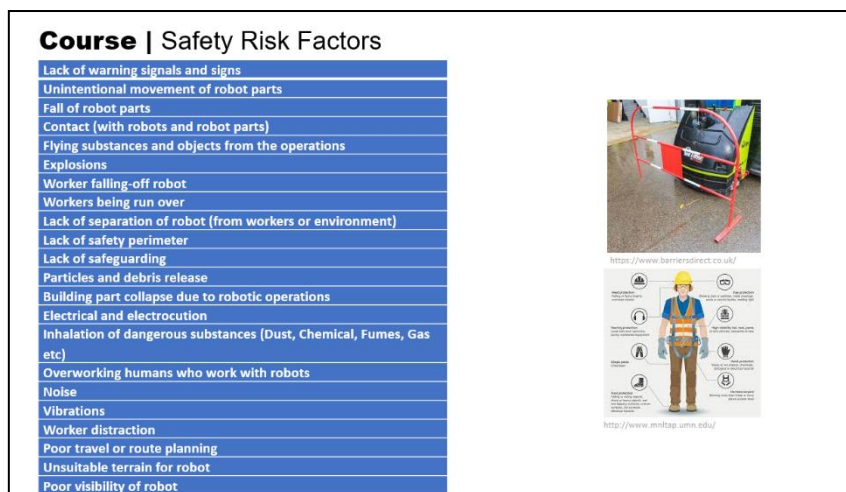 Course | Safety Risk Factors
Lack of warning signals and signs
Unintentional movement of robot parts
Fall of robot parts
Contact (with robots and robot parts)
Flying substances and objects from the operations
Explosions
Worker falling-off robot
Workers being run over
Lack of separation of robot (from workers or environment)
Lack of safety perimeter
Lack of safeguarding
Particles and debris release
Building part collapse due to robotic operations
Electrical and electrocution
Inhalation of dangerous substances (Dust, Chemical, Fumes, Gas
etc)
Overworking humans who work with robots
Noise
Vibrations
Worker distraction
Poor travel or route planning
Unsuitable terrain for robot
Poor visibility of robot
https://www.barriersdirect.co.uk/
http://www.mnltap.umn.edu/